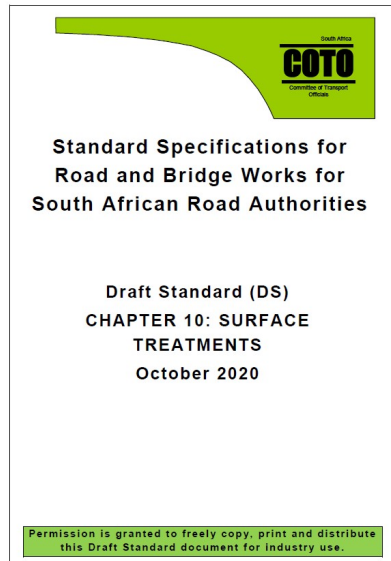 South Africa
COTO
Committee of Transport
Officials
Standard Specifications for
Road and Bridge Works for
South African Road Authorities
Draft Standard (DS)
CHAPTER 10: SURFACE
TREATMENTS
October 2020
Permission is granted to freely copy, print and distribute
this Draft Standard document for industry use.